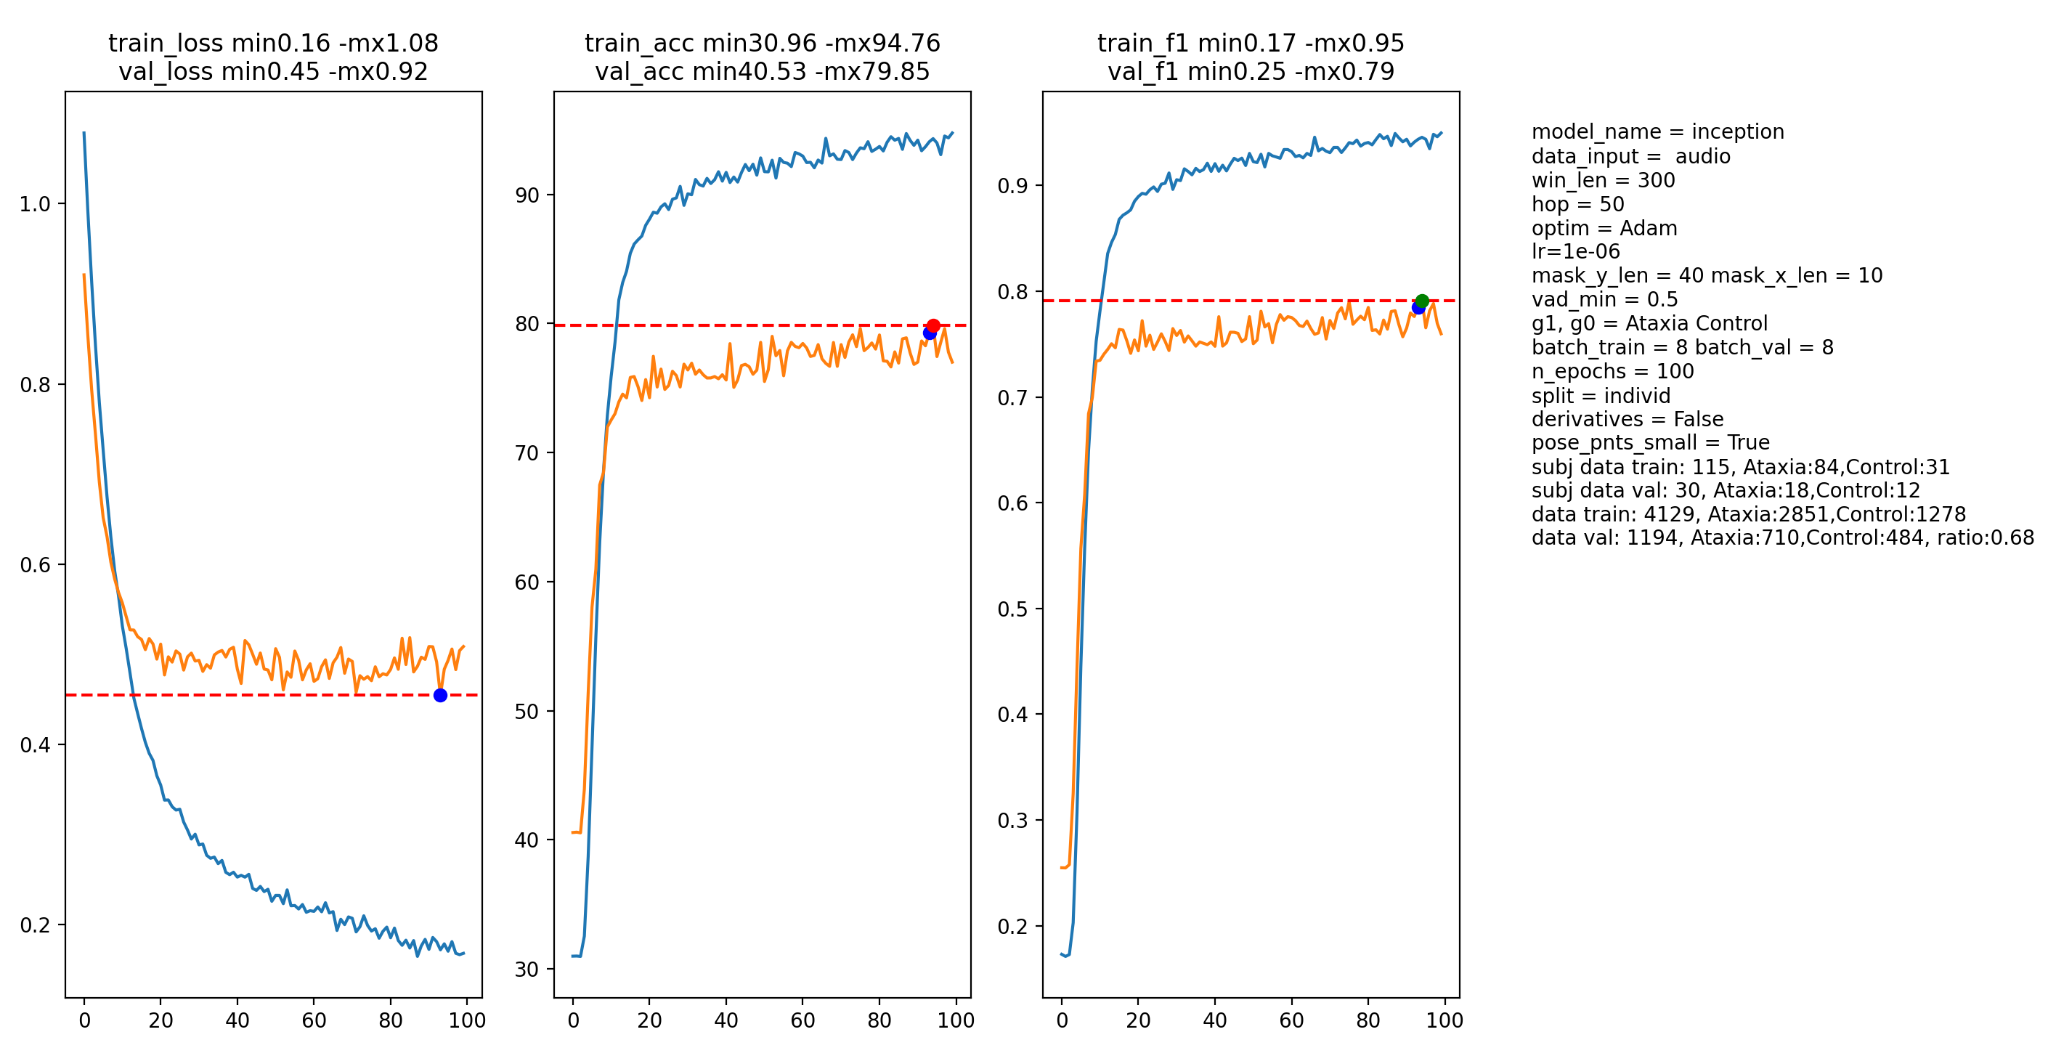 train_loss min0.16 -mx1.08
val_loss min0.45 -mx0.92
1.0
0.8
0.6
0.4
0.2
0 20 40 60 80 100
train_acc min30.96 -mx94.76
val_acc min40.53 -mx79.85
90
80
70
60
50
40
30
0 20 40 60 80 100
train_f1 min0.17 -mx0.95
val_f1 min0.25 -mx0.79
0.9
0.8
0.7
0.6
0.5
0.4
0.3
0.2
0 20 40 60 80 100
model_name = inception
data_input =  audio
win_len = 300
hop = 50
optim = Adam
lr=1e-06
mask_y_len = 40 mask_x_len = 10
vad_min = 0.5
g1, g0 = Ataxia Control
batch_train = 8 batch_val = 8
n_epochs = 100
split = individ
derivatives = False
pose_pnts_small = True
subj data train: 115, Ataxia:84,Control:31
subj data val: 30, Ataxia:18,Control:12
data train: 4129, Ataxia:2851,Control:1278
data val: 1194, Ataxia:710,Control:484, ratio:0.68